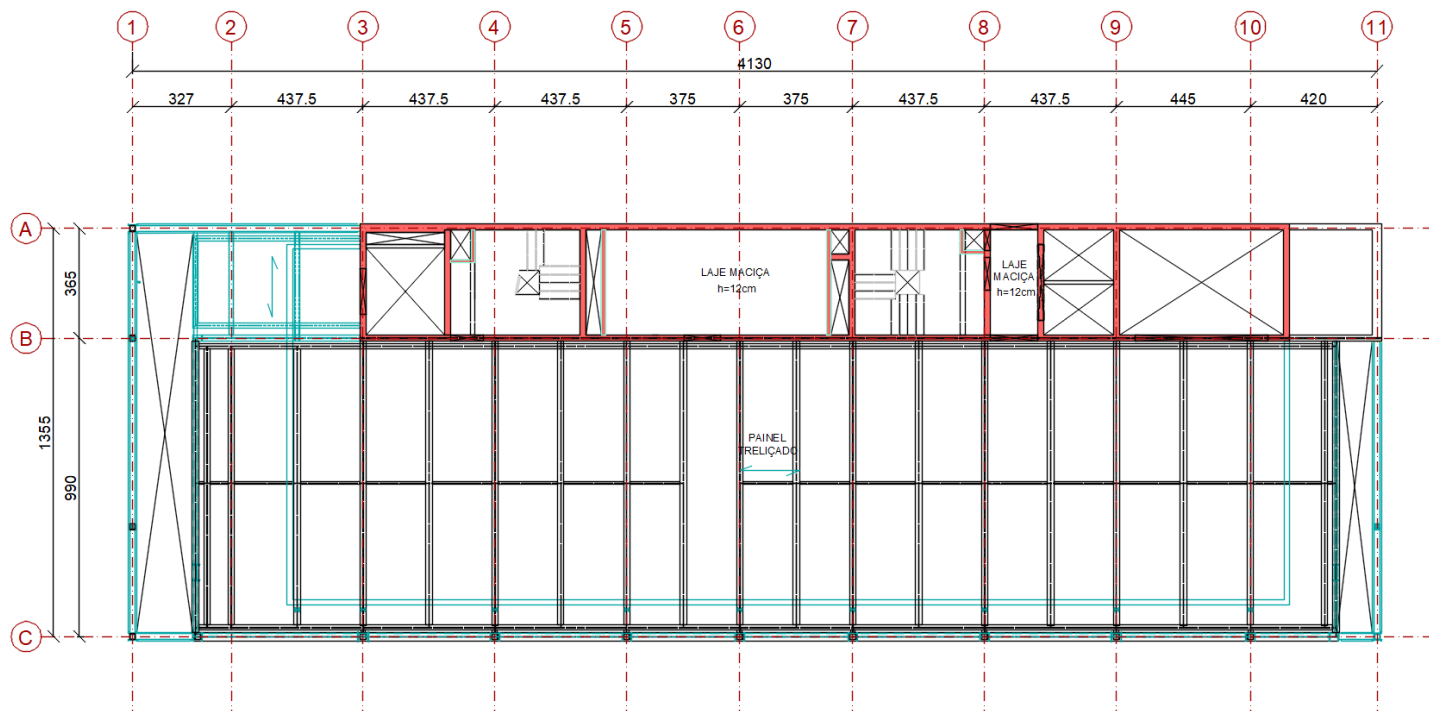 1 2 3 4 5 6 7 8 9 10 11
4130
327 437.5 437.5 437.5 375 375 437.5 437.5 445 420
A
365
B
1355
990
C
LAJE MACIÇA
h=12cm
LAJE
MACIÇA
h=12cm
PAINEL
TRELIÇADO